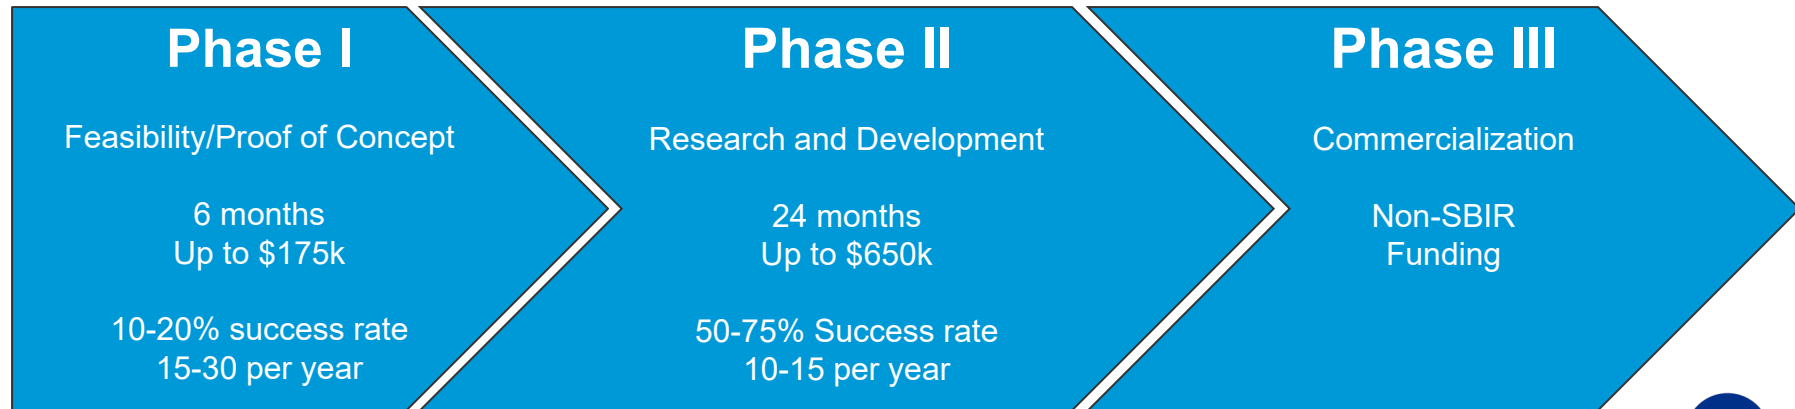 Phase I
Feasibility/Proof of Concept
6 months
Up to $175k
10-20% success rate
15-30 per year
Phase II
Research and Development
24 months
Up to $650k
50-75% Success rate
10-15 per year
Phase III
Commercialization
Non-SBIR
Funding